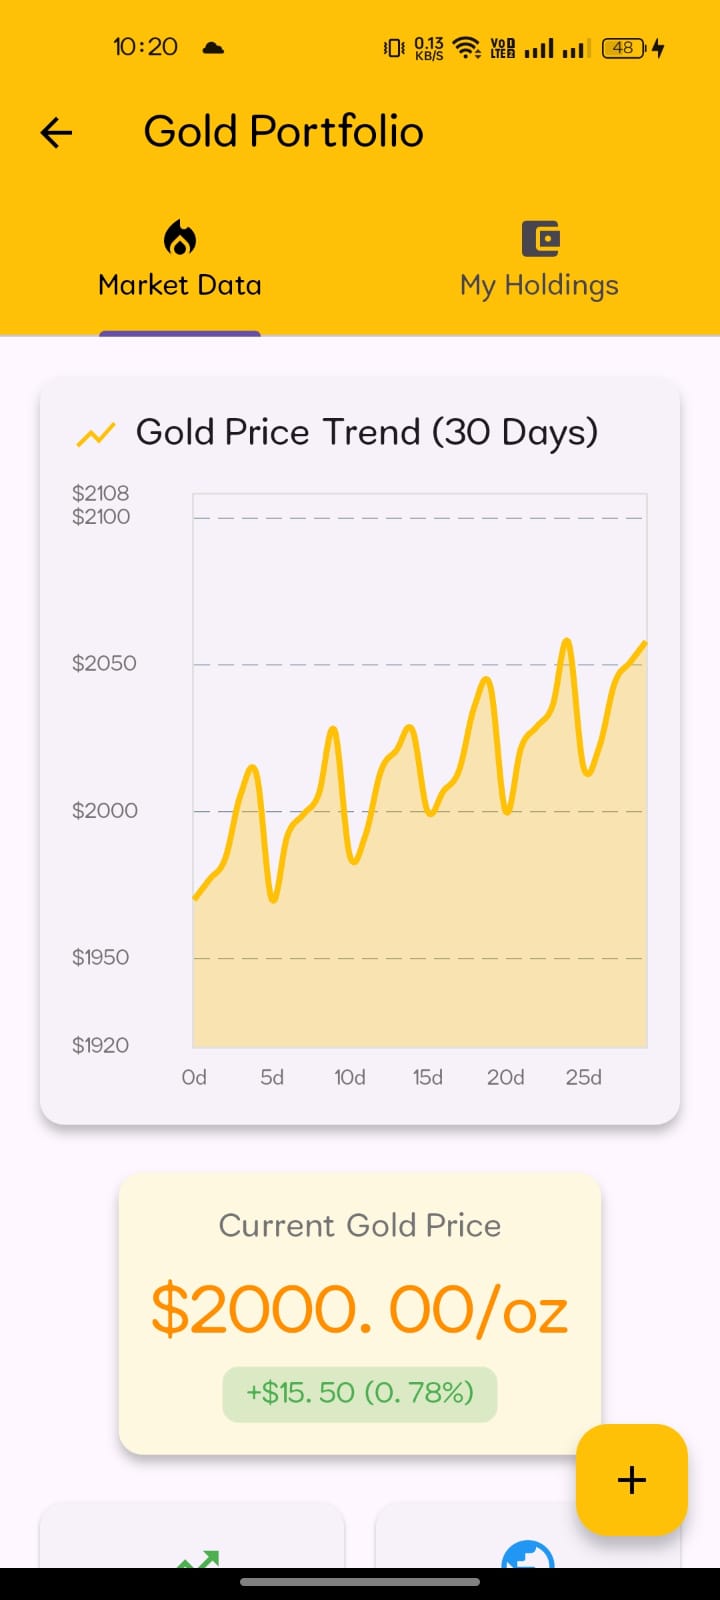 10:20
0.13
KB/S
VoD
LTE2
48
Gold Portfolio
Market Data
My Holdings
Gold Price Trend (30 Days)
$2108
$2100
$2050
$2000
$1950
$1920
0d 5d 10d 15d 20d 25d
Current Gold Price
$2000. 00/oz
+$15. 50 (0. 78%)